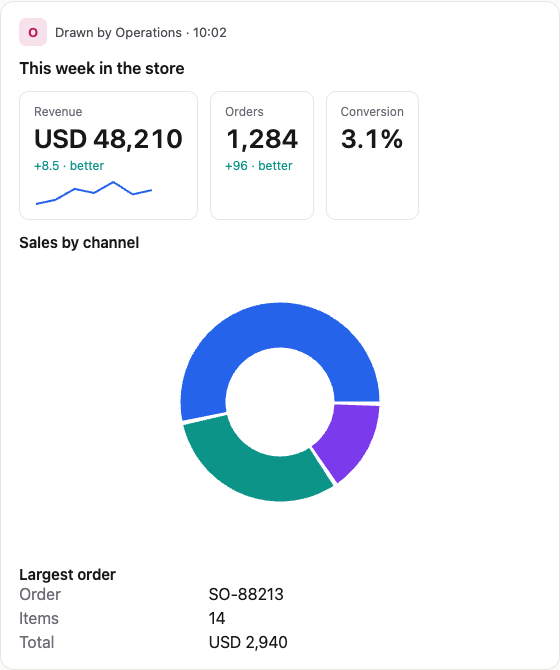 O Drawn by Operations · 10:02
This week in the store
Revenue
USD 48,210
+8.5 · better
Orders
1,284
+96 · better
Conversion
3.1%
Sales by channel
Largest order
Order SO-88213
Items 14
Total USD 2,940